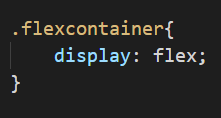 .flexcontainer{
    display: flex;
}